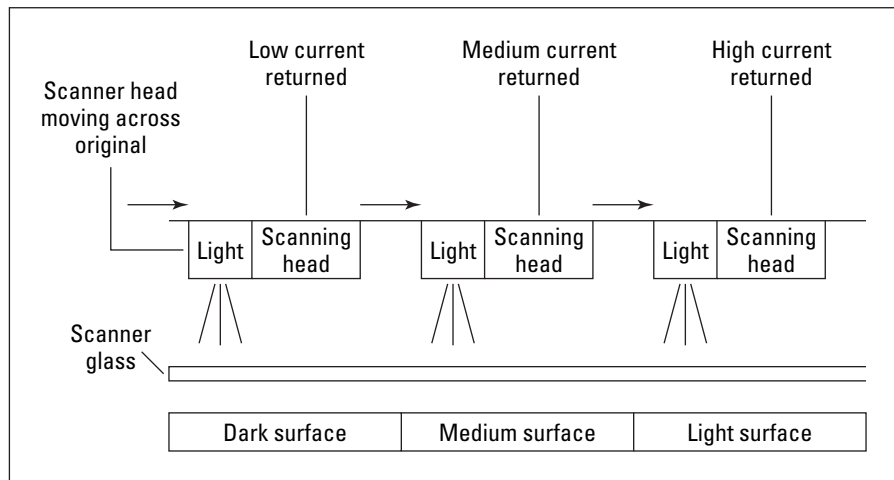 Low current
returned
Medium current
returned
High current
returned
Scanner head
moving across
original
Light
Scanning
head
Light
Scanning
head
Light
Scanning
head
Scanner
glass
Dark surface
Medium surface
Light surface